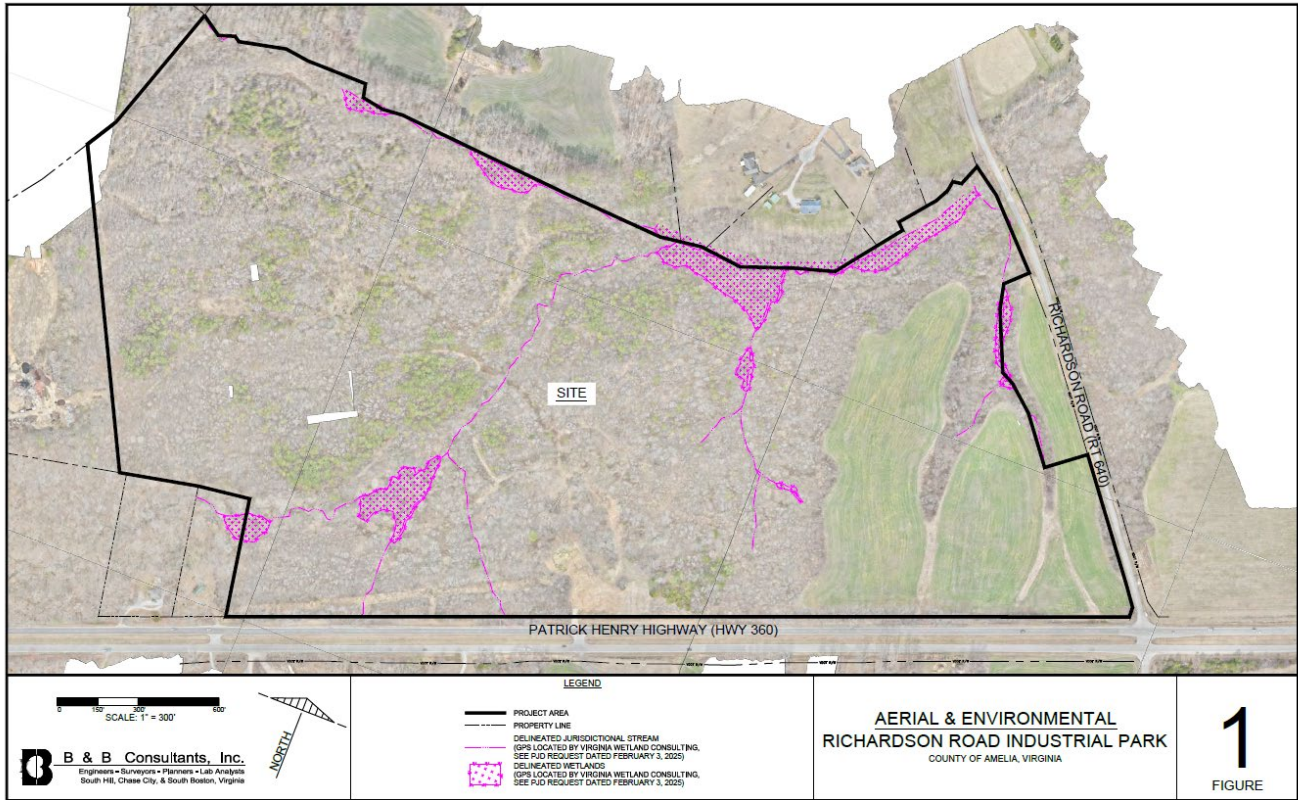 SITE
RICHARDSON ROAD (RT 640)
PATRICK HENRY HIGHWAY (HWY 360)
0 150' 300' 600'
SCALE: 1" = 300'
NORTH
B & B Consultants, Inc.
Engineers • Surveyors • Planners • Lab Analysts
South Hill, Chase City, & South Boston, Virginia
LEGEND
PROJECT AREA
PROPERTY LINE
DELINEATED JURISDICTIONAL STREAM
(GPS LOCATED BY VIRGINIA WETLAND CONSULTING,
SEE PJD REQUEST DATED FEBRUARY 3, 2025)
DELINEATED WETLANDS
(GPS LOCATED BY VIRGINIA WETLAND CONSULTING,
SEE PJD REQUEST DATED FEBRUARY 3, 2025)
AERIAL & ENVIRONMENTAL
RICHARDSON ROAD INDUSTRIAL PARK
COUNTY OF AMELIA, VIRGINIA
1
FIGURE